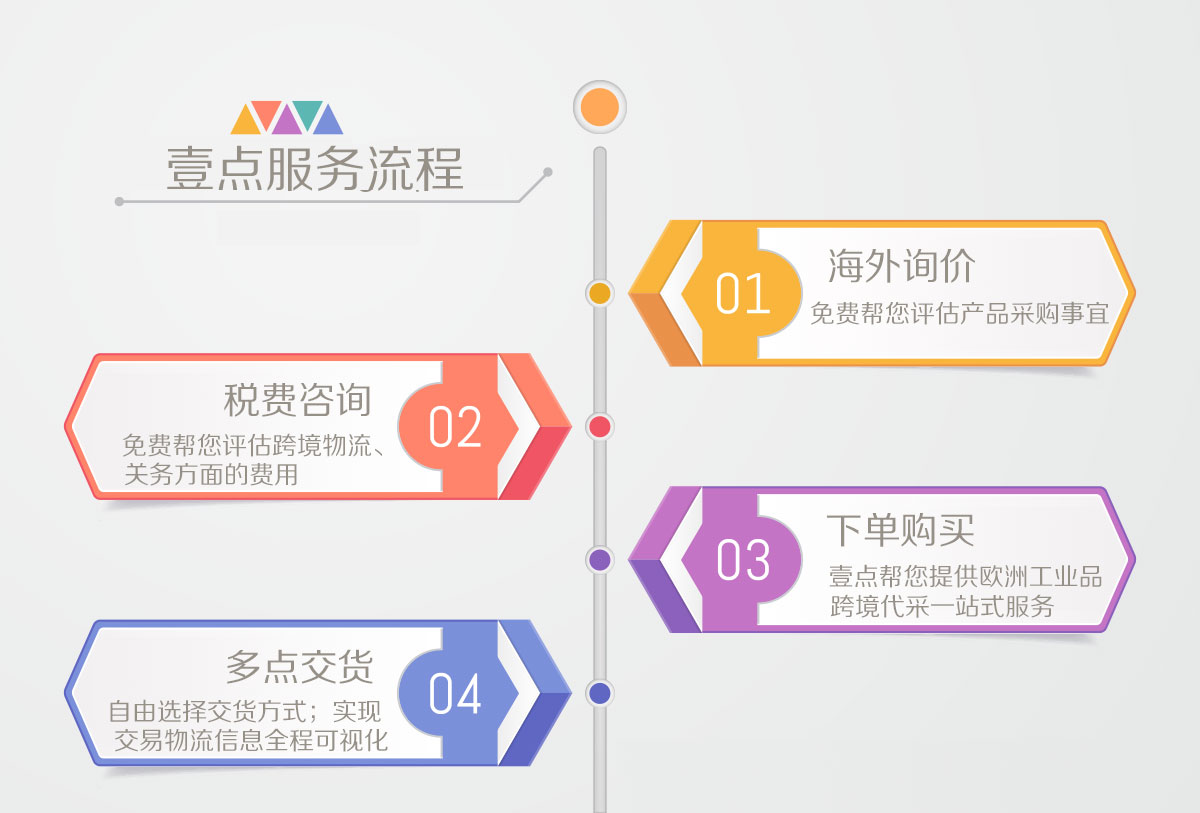 壹点服务流程
01
海外询价
免费帮您评估产品采购事宜
税费咨询
02
免费帮您评估跨境物流、
关务方面的费用
03
下单购买
壹点帮您提供欧洲工业品
跨境代采一站式服务
多点交货
04
自由选择交货方式；实现
交易物流信息全程可视化